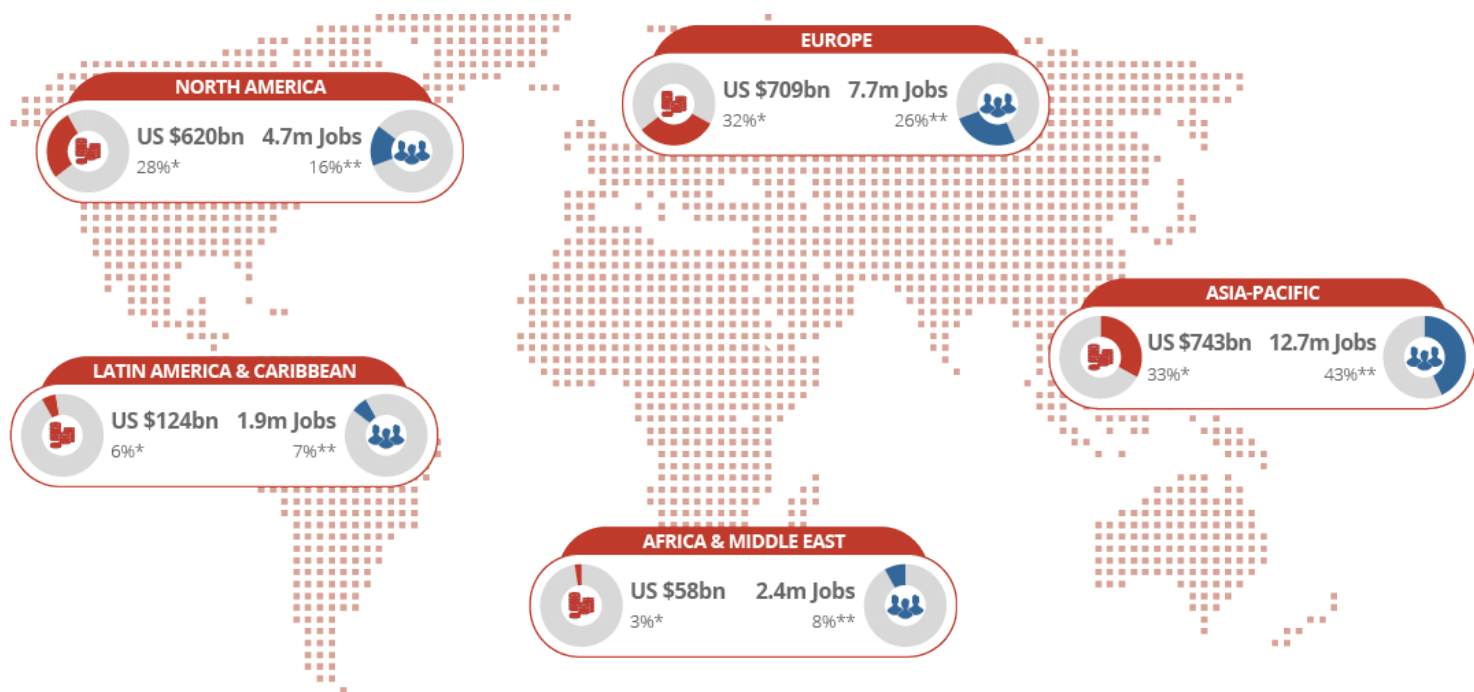 EUROPE
US $709bn 7.7m Jobs
32%* 26%**
NORTH AMERICA
US $620bn 4.7m Jobs
28%* 16%**
ASIA-PACIFIC
US $743bn 12.7m Jobs
33%* 43%**
LATIN AMERICA & CARIBBEAN
US $124bn 1.9m Jobs
6%* 7%**
AFRICA & MIDDLE EAST
US $58bn 2.4m Jobs
3%* 8%**